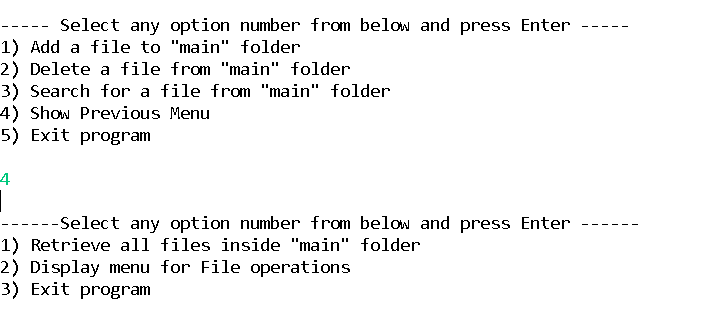 ----- Select any option number from below and press Enter -----
1) Add a file to "main" folder
2) Delete a file from "main" folder
3) Search for a file from "main" folder
4) Show Previous Menu
5) Exit program
4
------Select any option number from below and press Enter ------
1) Retrieve all files inside "main" folder
2) Display menu for File operations
3) Exit program